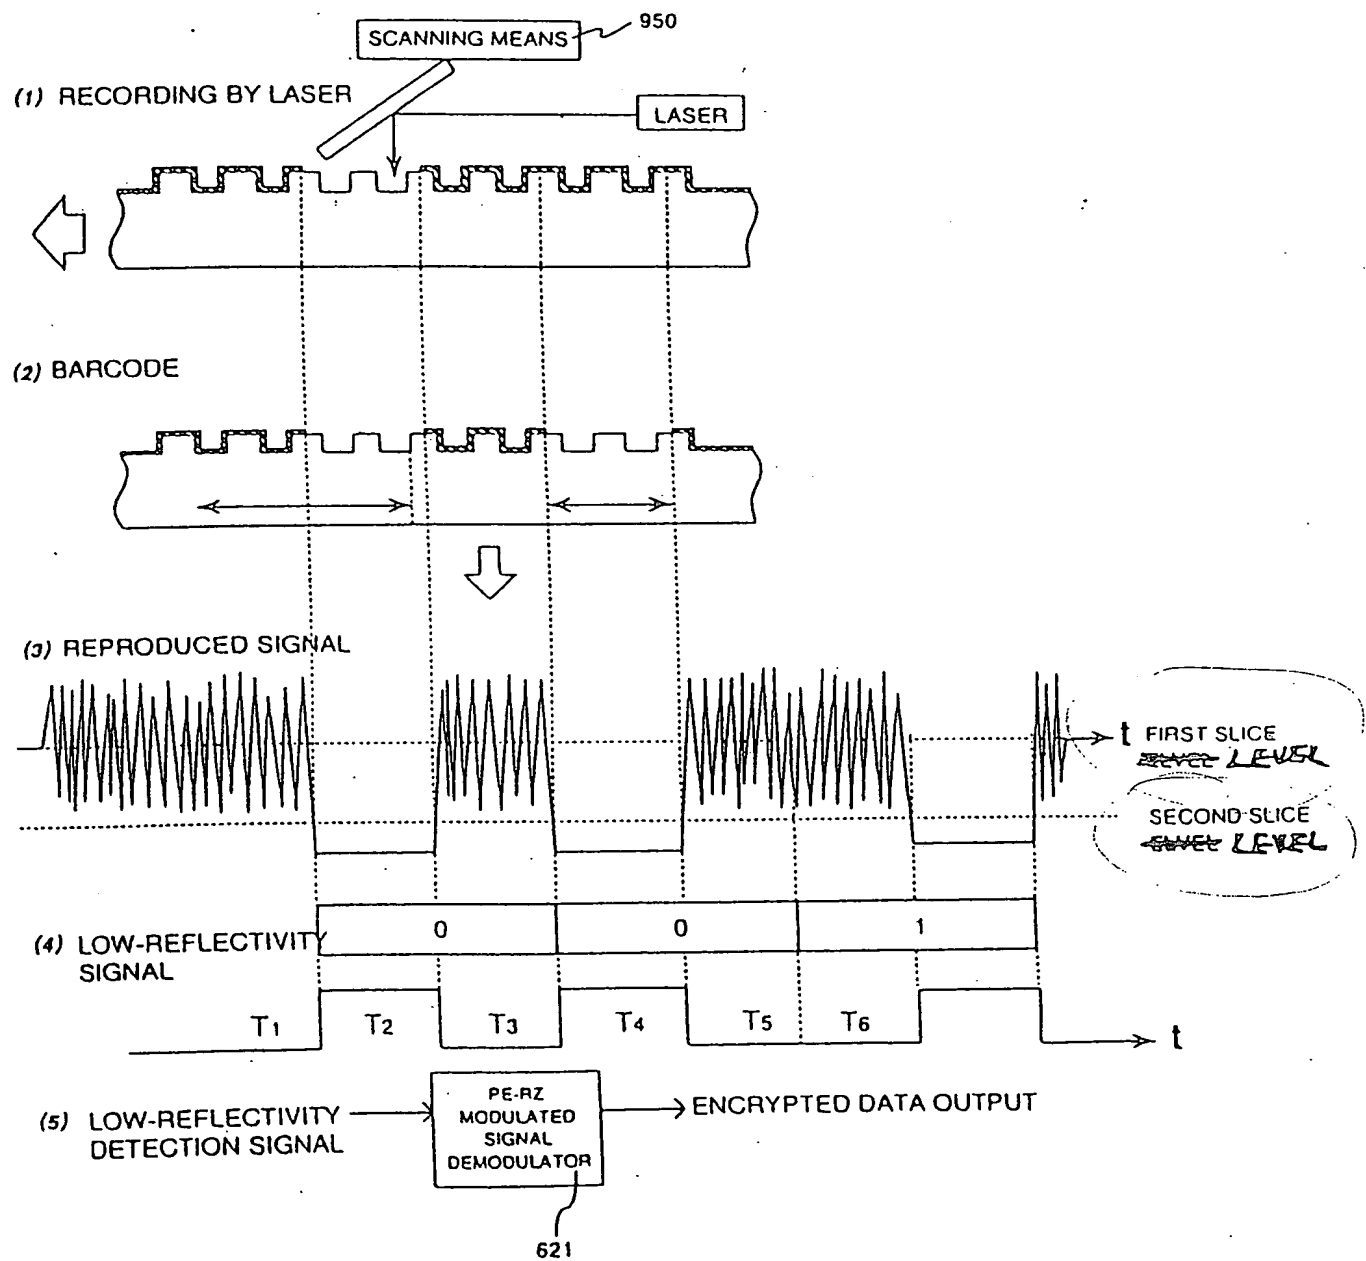 950
SCANNING MEANS
(1) RECORDING BY LASER
LASER
(2) BARCODE
(3) REPRODUCED SIGNAL
t
FIRST SLICE
LEVEL
SECOND SLICE
LEVEL
0 0 1
(4) LOW-REFLECTIVITY
SIGNAL
T1 T2 T3 T4 T5 T6
t
(5) LOW-REFLECTIVITY
DETECTION SIGNAL
PE-RZ
MODULATED
SIGNAL
DEMODULATOR
ENCRYPTED DATA OUTPUT
621